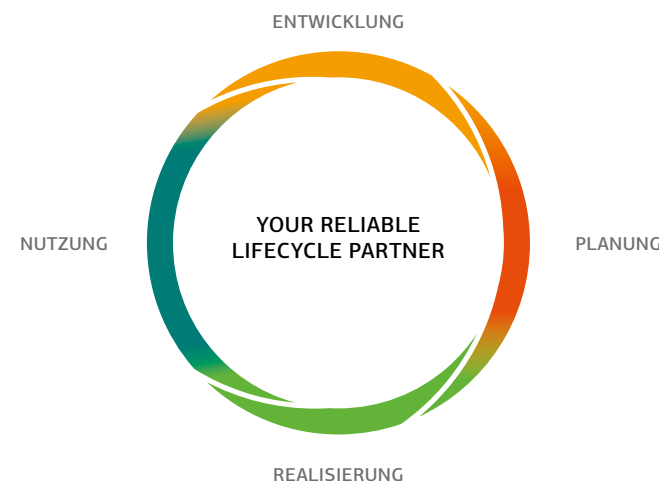 ENTWICKLUNG
YOUR RELIABLE
LIFECYCLE PARTNER
NUTZUNG
PLANUNG
REALISIERUNG